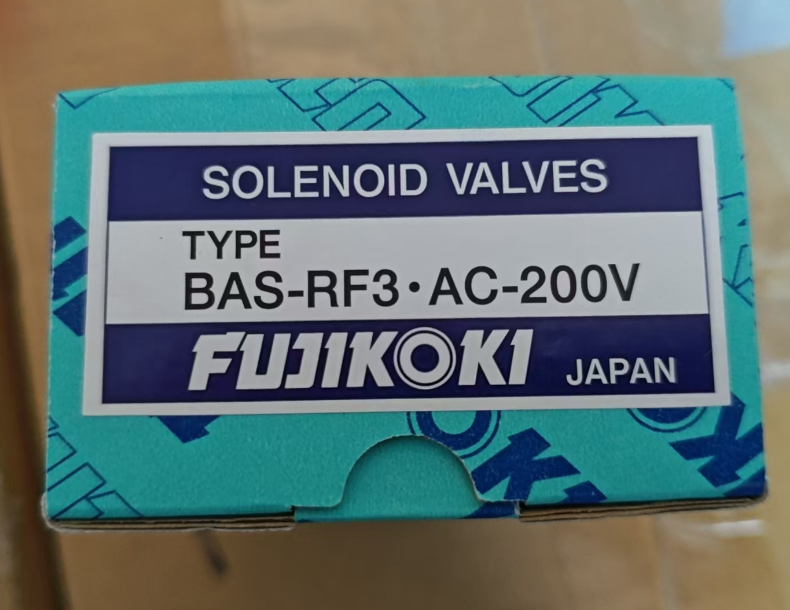 SOLENOID VALVES
TYPE
BAS-RF3・AC-200V
FUJIKOKI JAPAN